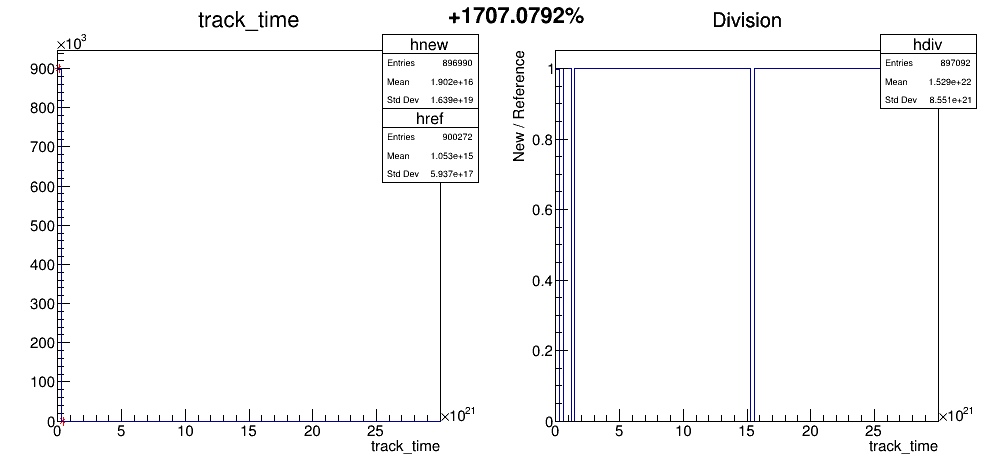 +1707.0792%
track_time
×10³
hnew
Entries 896990
Mean 1.902e+16
Std Dev 1.639e+19
href
Entries 900272
Mean 1.053e+15
Std Dev 5.937e+17
900
800
700
600
500
400
300
200
100
0
0 5 10 15 20 25 ×10²¹
track_time
Division
hdiv
Entries 897092
Mean 1.529e+22
Std Dev 8.551e+21
New / Reference
1
0.8
0.6
0.4
0.2
0
0 5 10 15 20 25 ×10²¹
track_time